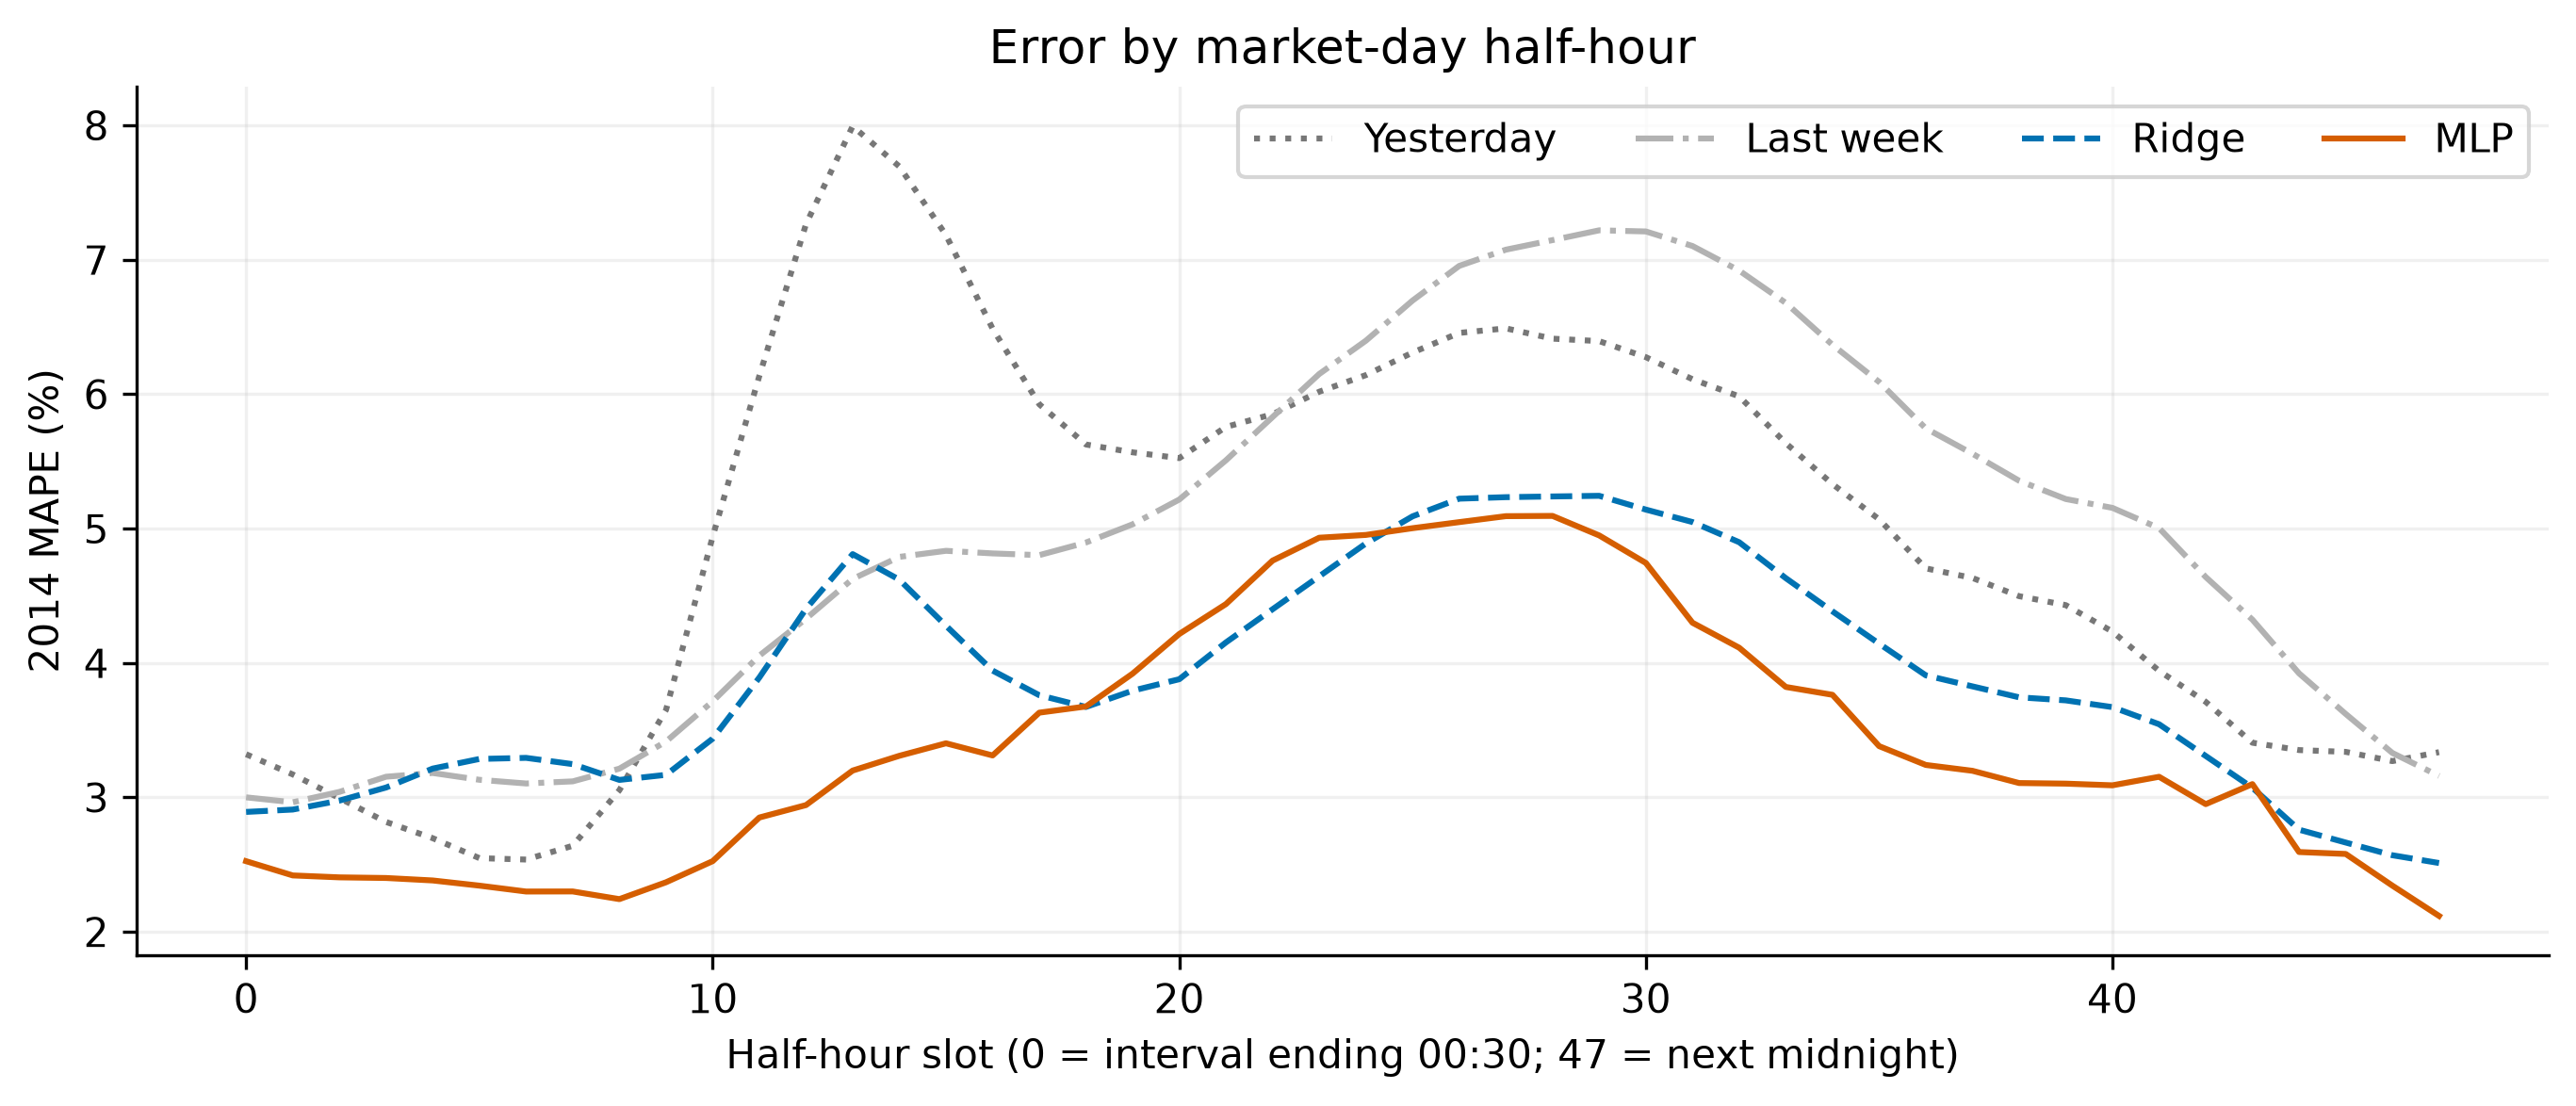 Error by market-day half-hour
Yesterday Last week Ridge MLP
2014 MAPE (%)
8
7
6
5
4
3
2
0 10 20 30 40
Half-hour slot (0 = interval ending 00:30; 47 = next midnight)